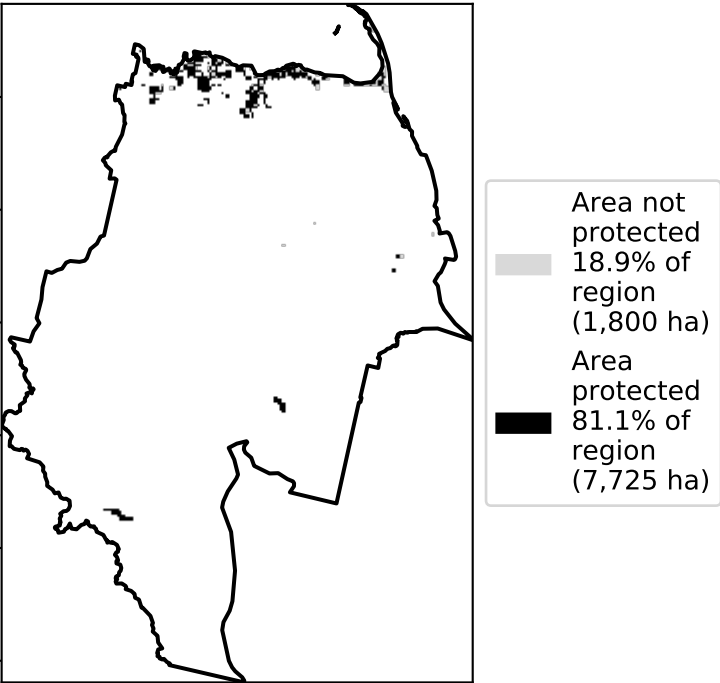 Area not
protected
18.9% of
region
(1,800 ha)
Area
protected
81.1% of
region
(7,725 ha)